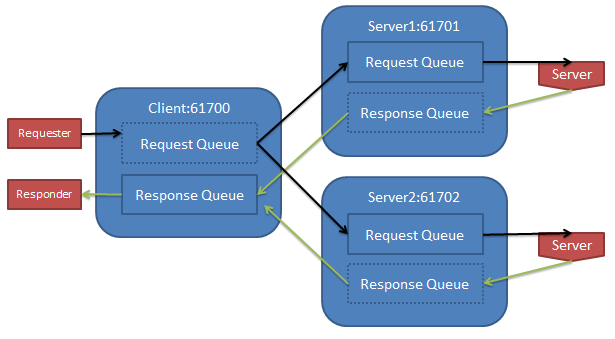 Server1:61701
Request Queue
Server
Response Queue
Client:61700
Requester
Request Queue
Responder
Response Queue
Server2:61702
Request Queue
Server
Response Queue